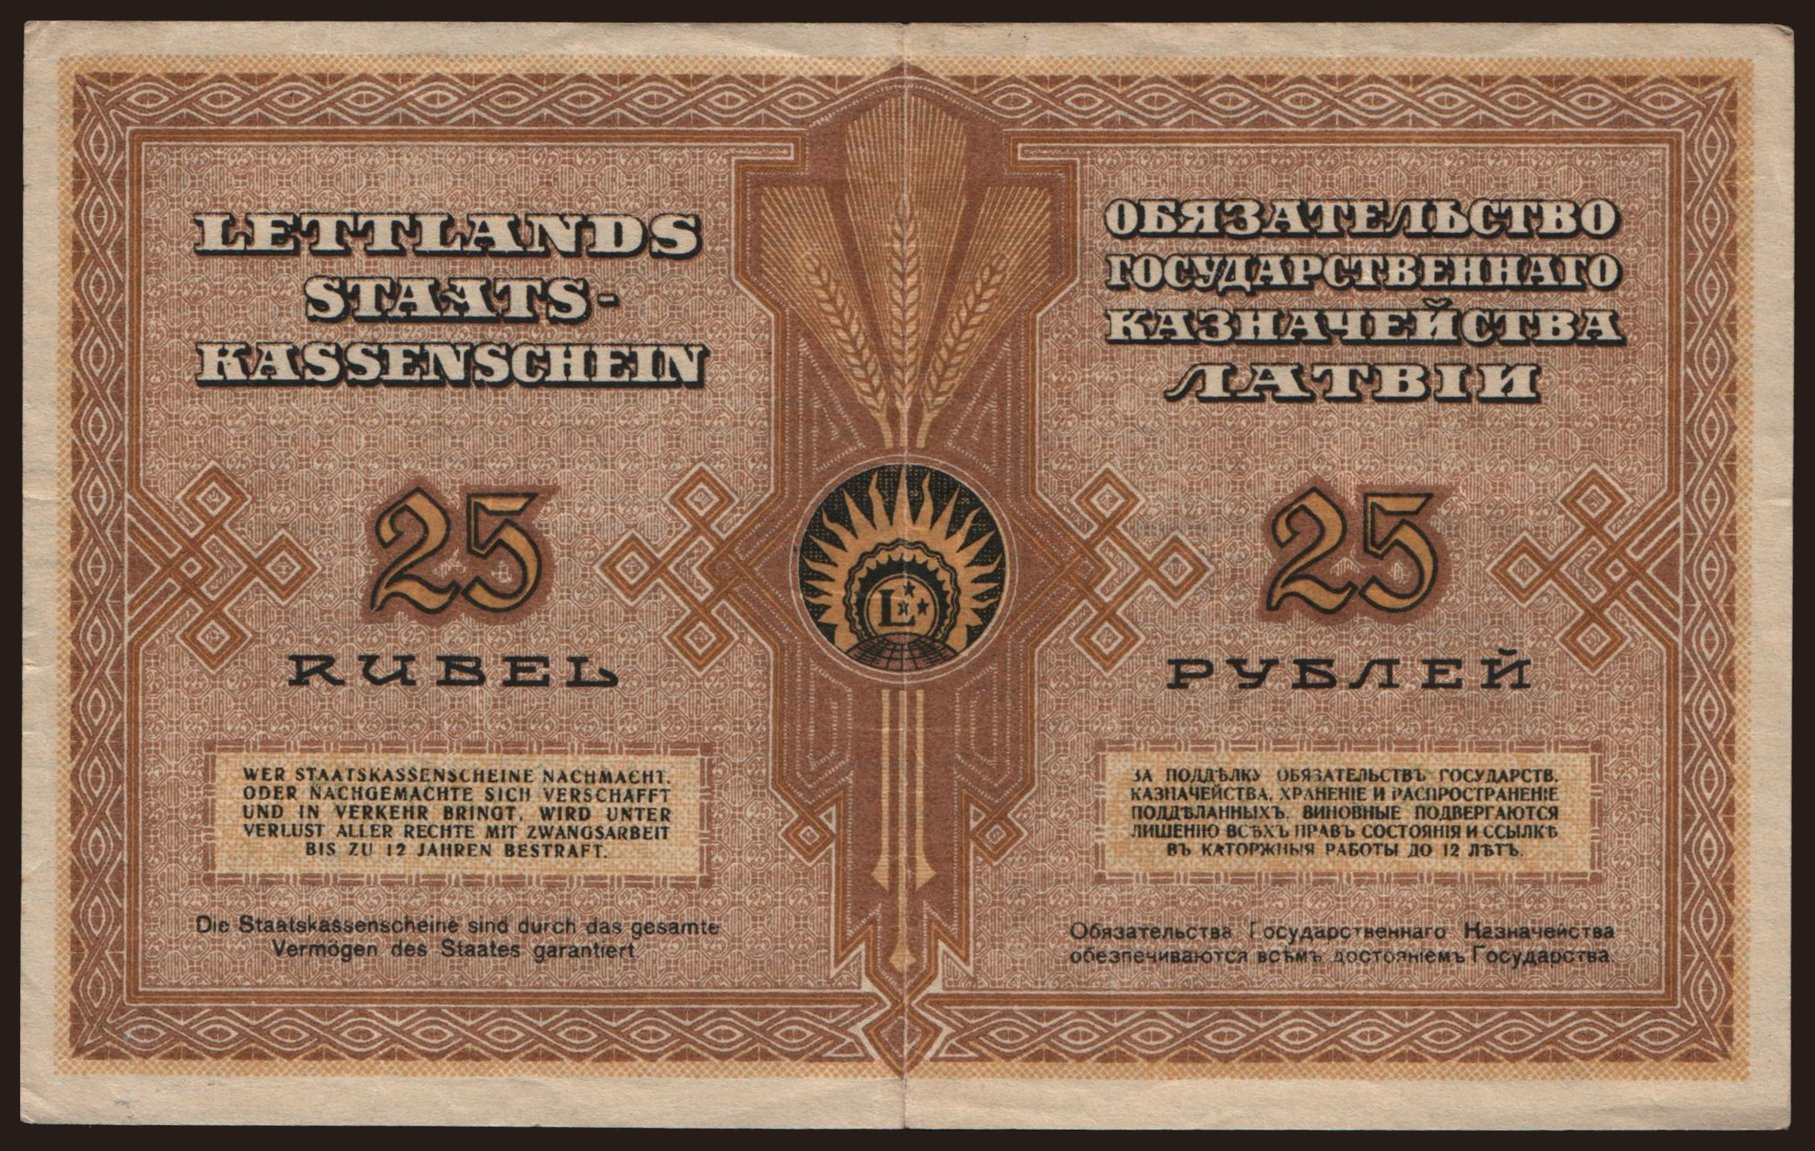 LETTLANDS
STAATS-
KASSENSCHEIN
25
RUBEL
WER STAATSKASSENSCHEINE NACHMACHT,
ODER NACHGEMACHTE SICH VERSCHAFFT
UND IN VERKEHR BRINGT, WIRD UNTER
VERLUST ALLER RECHTE MIT ZWANGSARBEIT
BIS ZU 12 JAHREN BESTRAFT.
Die Staatskassenscheine sind durch das gesamte
Vermögen des Staates garantiert.
L
ОБЯЗАТЕЛЬСТВО
ГОСУДАРСТВЕННАГО
КАЗНАЧЕЙСТВА
ЛАТВІИ
25
РУБЛЕЙ
ЗА ПОДДѢЛКУ ОБЯЗАТЕЛЬСТВЪ ГОСУДАРСТВ.
КАЗНАЧЕЙСТВА, ХРАНЕНІЕ И РАСПРОСТРАНЕНІЕ
ПОДДѢЛАННЫХЪ, ВИНОВНЫЕ ПОДВЕРГАЮТСЯ
ЛИШЕНІЮ ВСѢХЪ ПРАВЪ СОСТОЯНІЯ И ССЫЛКѢ
ВЪ КАТОРЖНЫЯ РАБОТЫ ДО 12 ЛѢТЪ.
Обязательства Государственнаго Казначейства
обезпечиваются всѣмъ достояніемъ Государства.